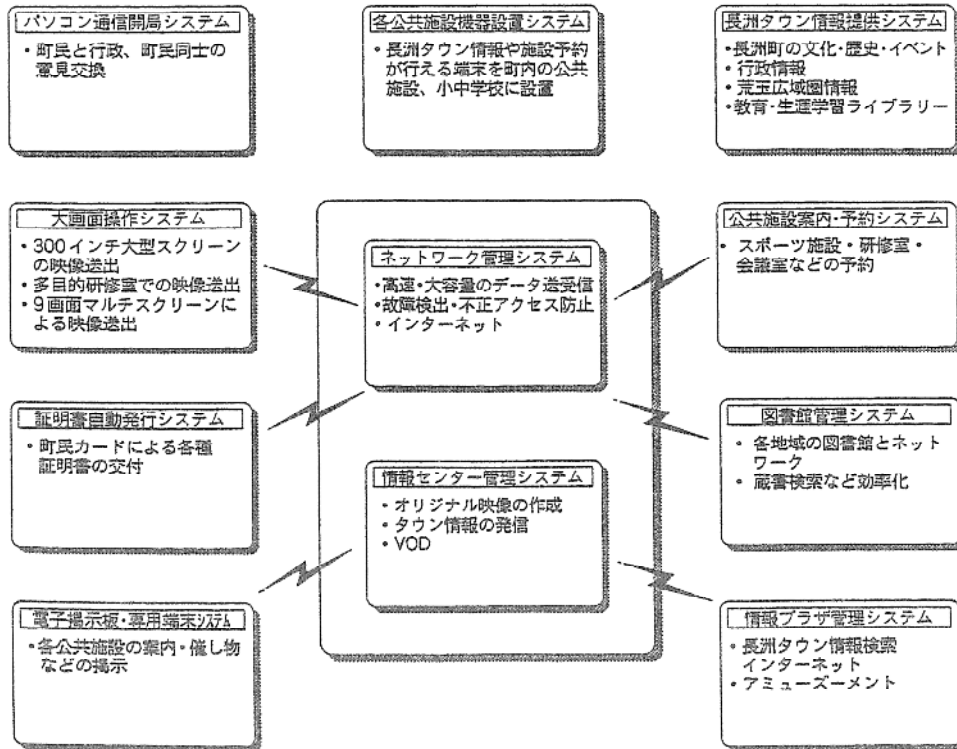 パソコン通信開局システム
・町民と行政、町民同士の
意見交換
各公共施設機器設置システム
・長洲タウン情報や施設予約
が行える端末を町内の公共
施設、小中学校に設置
長洲タウン情報提供システム
・長洲町の文化・歴史・イベント
・行政情報
・荒玉広域圏情報
・教育・生涯学習ライブラリー
大画面操作システム
・300インチ大型スクリーン
の映像送出
・多目的研修室での映像送出
・9画面マルチスクリーンに
よる映像送出
ネットワーク管理システム
・高速・大容量のデータ送受信
・故障検出・不正アクセス防止
・インターネット
公共施設案内・予約システム
・スポーツ施設・研修室・
会議室などの予約
証明書自動発行システム
・町民カードによる各種
証明書の交付
情報センター管理システム
・オリジナル映像の作成
・タウン情報の発信
・VOD
図書館管理システム
・各地域の図書館とネット
ワーク
・蔵書検索など効率化
電子掲示板・専用端末システム
・各公共施設の案内・催し物
などの掲示
情報プラザ管理システム
・長洲タウン情報検索
インターネット
・アミューズーメント